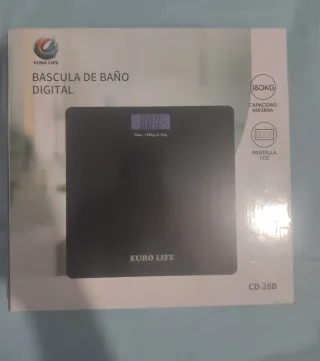 EURO LIFE
BASCULA DE BAÑO
DIGITAL
180KG
CAPACIDAD
MÁXIMA
PANTALLA
LCD
EURO LIFE
CD-28B